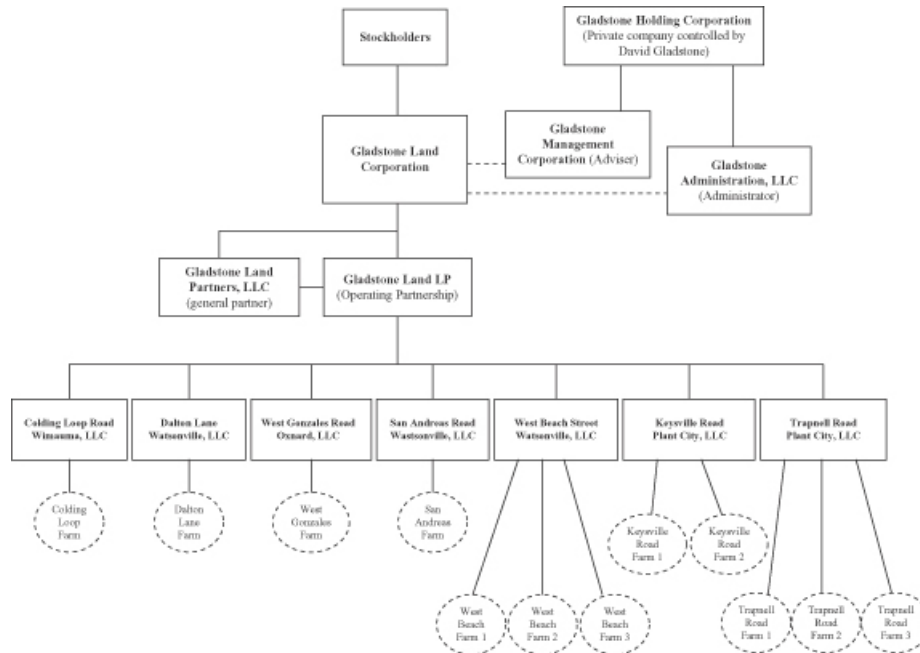 Stockholders
Gladstone Holding Corporation
(Private company controlled by
David Gladstone)
Gladstone Land
Corporation
Gladstone
Management
Corporation (Adviser)
Gladstone
Administration, LLC
(Administrator)
Gladstone Land
Partners, LLC
(general partner)
Gladstone Land LP
(Operating Partnership)
Colding Loop Road
Wimauma, LLC
Dalton Lane
Watsonville, LLC
West Gonzales Road
Oxnard, LLC
San Andreas Road
Wastsonville, LLC
West Beach Street
Watsonville, LLC
Keysville Road
Plant City, LLC
Trapnell Road
Plant City, LLC
Colding
Loop
Farm
Dalton
Lane
Farm
West
Gonzales
Farm
San
Andreas
Farm
Keysville
Road
Farm 1
Keysville
Road
Farm 2
West
Beach
Farm 1
West
Beach
Farm 2
West
Beach
Farm 3
Trapnell
Road
Farm 1
Trapnell
Road
Farm 2
Trapnell
Road
Farm 3